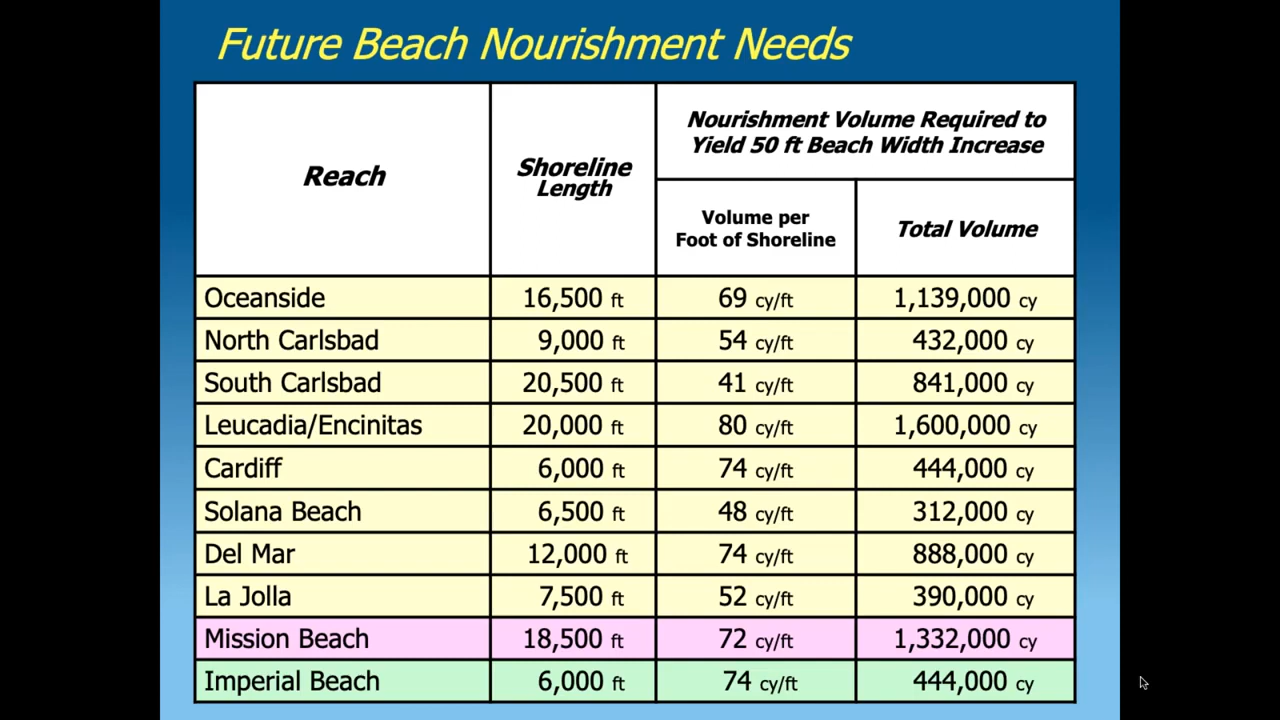 Future Beach Nourishment Needs
Reach
Shoreline
Length
Nourishment Volume Required to
Yield 50 ft Beach Width Increase
Volume per
Foot of Shoreline
Total Volume
Oceanside 16,500 ft 69 cy/ft 1,139,000 cy
North Carlsbad 9,000 ft 54 cy/ft 432,000 cy
South Carlsbad 20,500 ft 41 cy/ft 841,000 cy
Leucadia/Encinitas 20,000 ft 80 cy/ft 1,600,000 cy
Cardiff 6,000 ft 74 cy/ft 444,000 cy
Solana Beach 6,500 ft 48 cy/ft 312,000 cy
Del Mar 12,000 ft 74 cy/ft 888,000 cy
La Jolla 7,500 ft 52 cy/ft 390,000 cy
Mission Beach 18,500 ft 72 cy/ft 1,332,000 cy
Imperial Beach 6,000 ft 74 cy/ft 444,000 cy